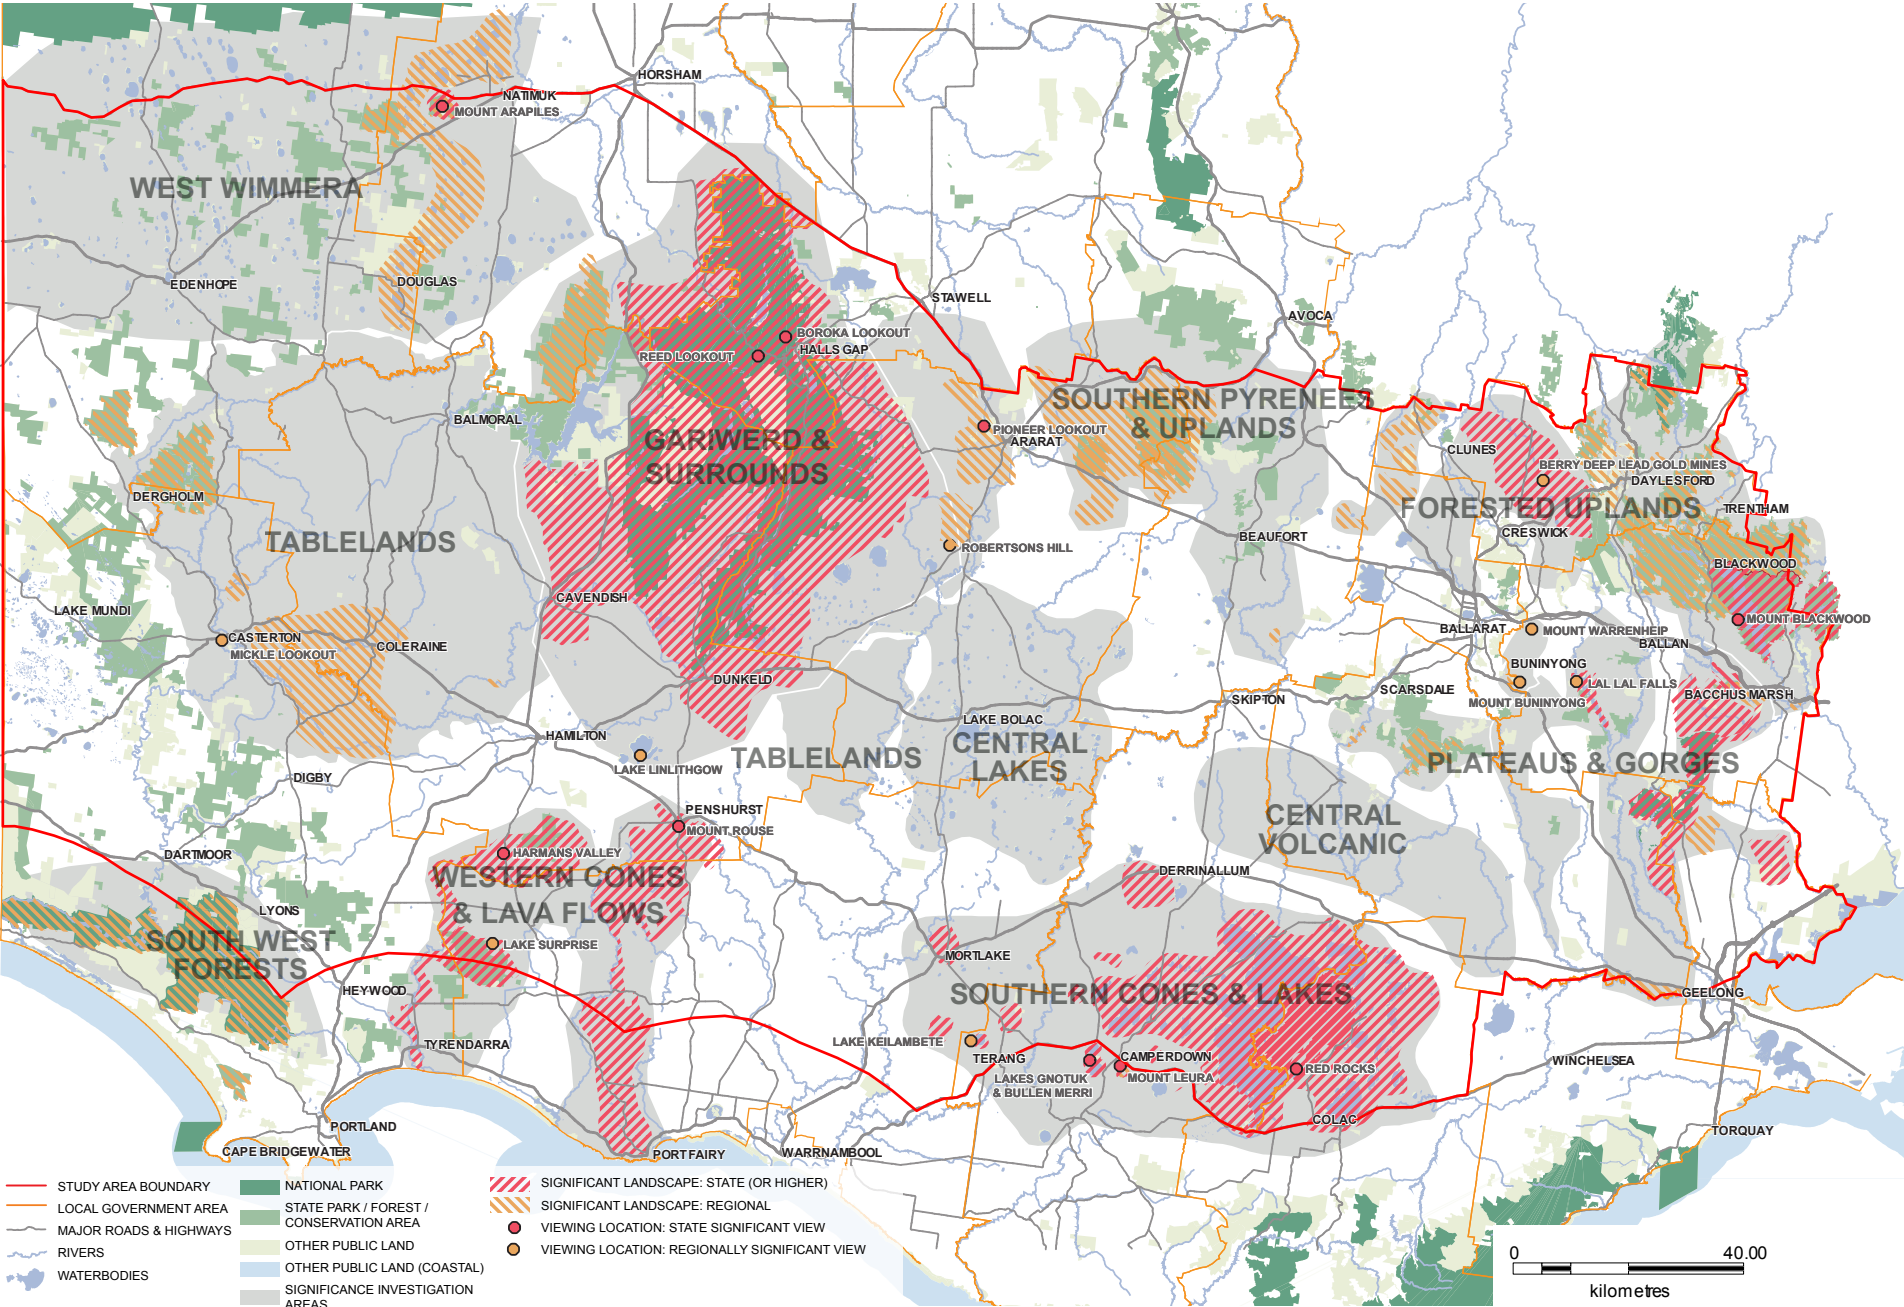 HORSHAM
NATIMUK
MOUNT ARAPILES
WEST WIMMERA
EDENHOPE
DOUGLAS
STAWELL
AVOCA
BOROKA LOOKOUT
HALLS GAP
REED LOOKOUT
BALMORAL
SOUTHERN PYRENEES
& UPLANDS
PIONEER LOOKOUT
ARARAT
GARIWERD &
SURROUNDS
CLUNES
BERRY DEEP LEAD GOLD MINES
DAYLESFORD
DERGHOLM
FORESTED UPLANDS
TRENTHAM
CRESWICK
TABLELANDS
ROBERTSONS HILL
BEAUFORT
BLACKWOOD
CAVENDISH
LAKE MUNDI
MOUNT BLACKWOOD
CASTERTON
MICKLE LOOKOUT
COLERAINE
BALLARAT
MOUNT WARRENHEIP
BALLAN
BUNINYONG
DUNKELD
LAL LAL FALLS
SCARSDALE
BACCHUS MARSH
SKIPTON
MOUNT BUNINYONG
LAKE BOLAC
HAMILTON
CENTRAL
LAKES
TABLELANDS
LAKE LINLITHGOW
PLATEAUS & GORGES
DIGBY
PENSHURST
MOUNT ROUSE
CENTRAL
VOLCANIC
DARTMOOR
HARMANS VALLEY
DERRINALLUM
WESTERN CONES
& LAVA FLOWS
LYONS
SOUTH WEST
FORESTS
LAKE SURPRISE
MORTLAKE
HEYWOOD
SOUTHERN CONES & LAKES
GEELONG
TYRENDARRA
LAKE KEILAMBETE
TERANG
CAMPERDOWN
WINCHELSEA
LAKES GNOTUK
& BULLEN MERRI
MOUNT LEURA
RED ROCKS
COLAC
PORTLAND
TORQUAY
CAPE BRIDGEWATER
PORT FAIRY
WARRNAMBOOL
STUDY AREA BOUNDARY
LOCAL GOVERNMENT AREA
MAJOR ROADS & HIGHWAYS
RIVERS
WATERBODIES
NATIONAL PARK
STATE PARK / FOREST /
CONSERVATION AREA
OTHER PUBLIC LAND
OTHER PUBLIC LAND (COASTAL)
SIGNIFICANCE INVESTIGATION
AREAS
SIGNIFICANT LANDSCAPE: STATE (OR HIGHER)
SIGNIFICANT LANDSCAPE: REGIONAL
VIEWING LOCATION: STATE SIGNIFICANT VIEW
VIEWING LOCATION: REGIONALLY SIGNIFICANT VIEW
0 40.00
kilometres